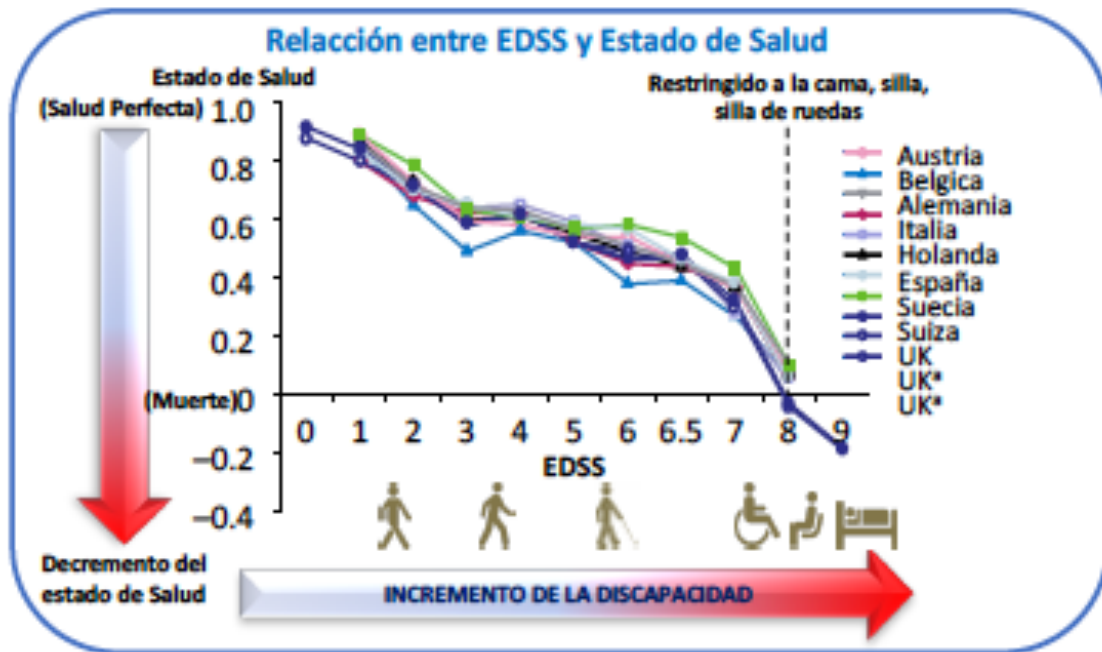 Relacción entre EDSS y Estado de Salud
Estado de Salud
(Salud Perfecta)
Restringido a la cama, silla,
silla de ruedas
1.0
0.8
0.6
0.4
0.2
(Muerte) 0
–0.2
–0.4
0 1 2 3 4 5 6 6.5 7 8 9
EDSS
Austria
Belgica
Alemania
Italia
Holanda
España
Suecia
Suiza
UK
UK*
UK*
Decremento del
estado de Salud
INCREMENTO DE LA DISCAPACIDAD